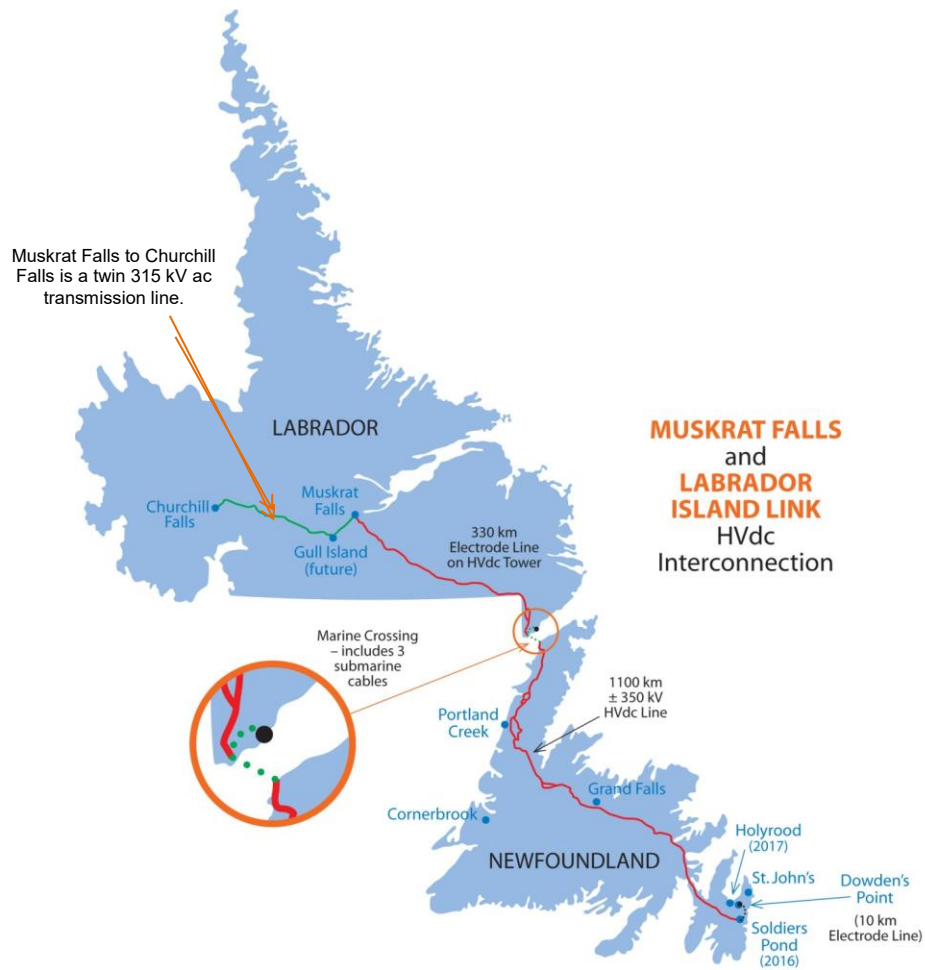 Muskrat Falls to Churchill
Falls is a twin 315 kV ac
transmission line.
LABRADOR
MUSKRAT FALLS
and
LABRADOR
ISLAND LINK
HVdc
Interconnection
Churchill
Falls
Muskrat
Falls
Gull Island
(future)
330 km
Electrode Line
on HVdc Tower
Marine Crossing
– includes 3
submarine
cables
1100 km
± 350 kV
HVdc Line
Portland
Creek
Grand Falls
Cornerbrook
NEWFOUNDLAND
Holyrood
(2017)
St. John's
Dowden's
Point
(10 km
Electrode Line)
Soldiers
Pond
(2016)